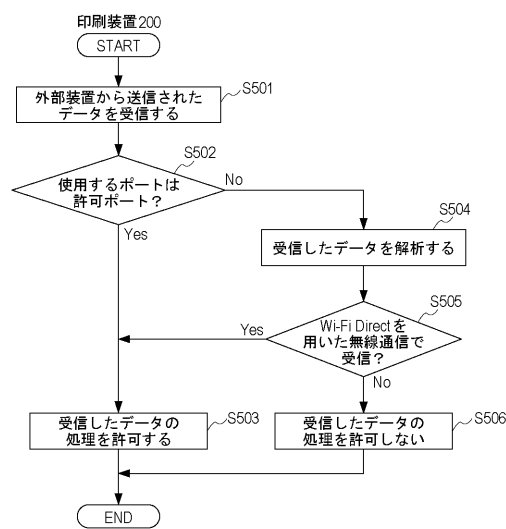 印刷装置200
START
外部装置から送信された
データを受信する
S501
使用するポートは
許可ポート？
S502
No
Yes
受信したデータを解析する
S504
Wi-Fi Directを
用いた無線通信で
受信？
S505
Yes
No
受信したデータの
処理を許可する
S503
受信したデータの
処理を許可しない
S506
END